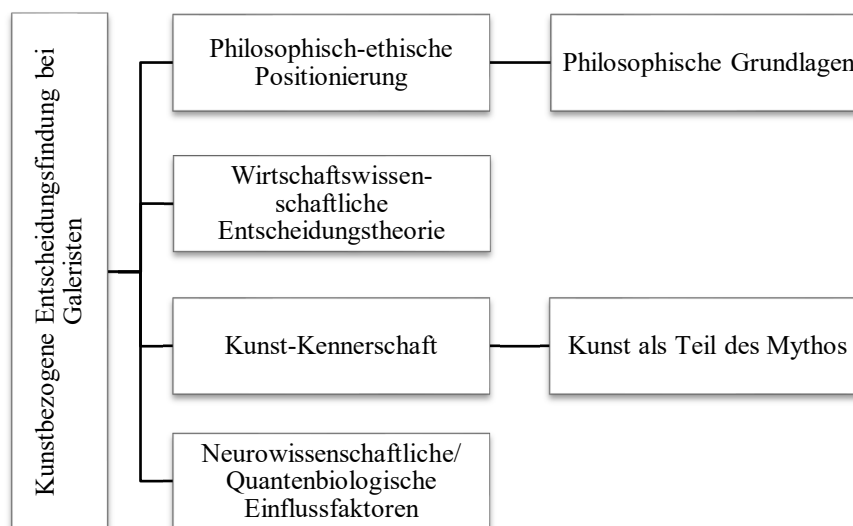 Kunstbezogene Entscheidungsfindung bei
Galeristen
Philosophisch-ethische
Positionierung
Philosophische Grundlagen
Wirtschaftswissen-
schaftliche
Entscheidungstheorie
Kunst-Kennerschaft
Kunst als Teil des Mythos
Neurowissenschaftliche/
Quantenbiologische
Einflussfaktoren